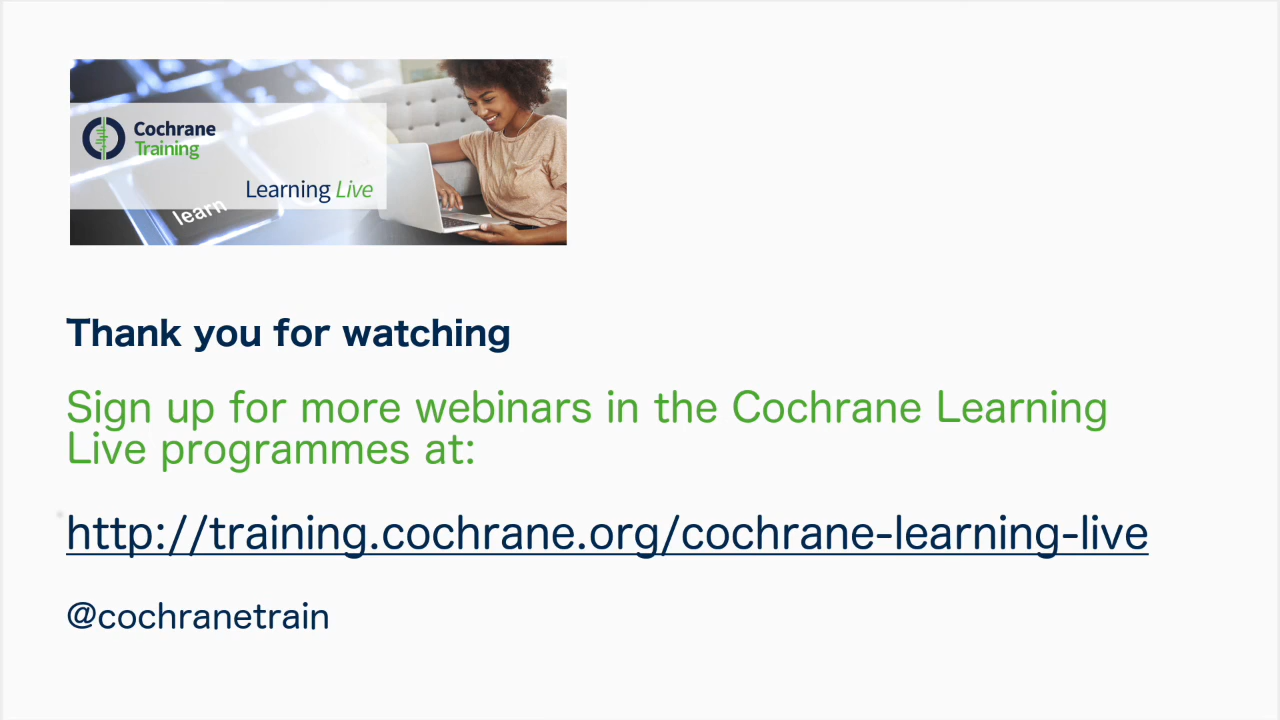 Cochrane
Training
Learning Live
learn
Thank you for watching
Sign up for more webinars in the Cochrane Learning
Live programmes at:
http://training.cochrane.org/cochrane-learning-live
@cochranetrain